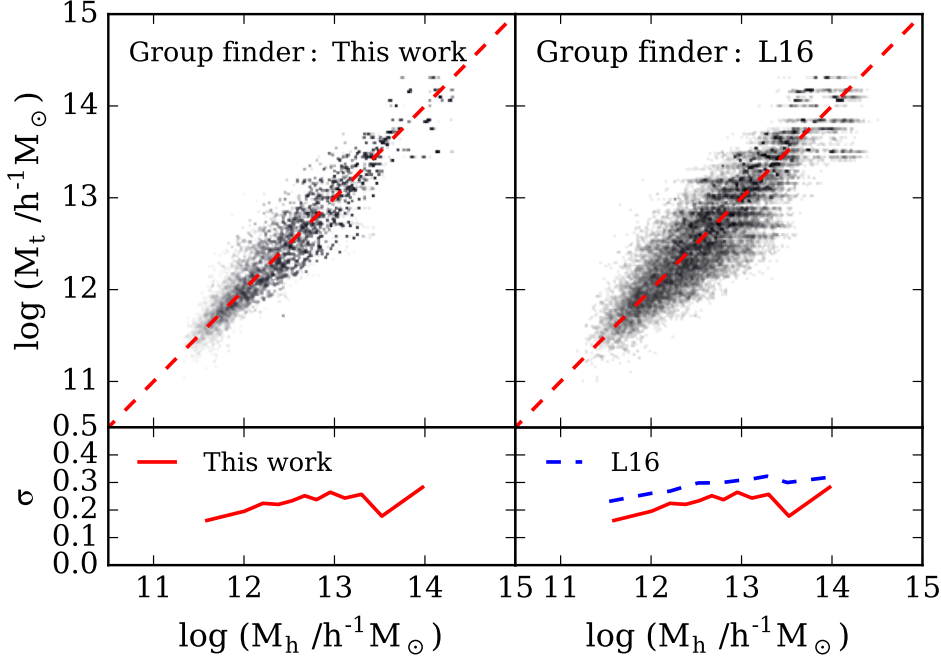 Group finder: This work
Group finder: L16
15
14
13
12
11
log (M_t /h^-1 M_⊙)
0.5
0.4
0.3
0.2
0.1
0.0
σ
This work
L16
11 12 13 14 15
11 12 13 14 15
log (M_h /h^-1 M_⊙)
log (M_h /h^-1 M_⊙)